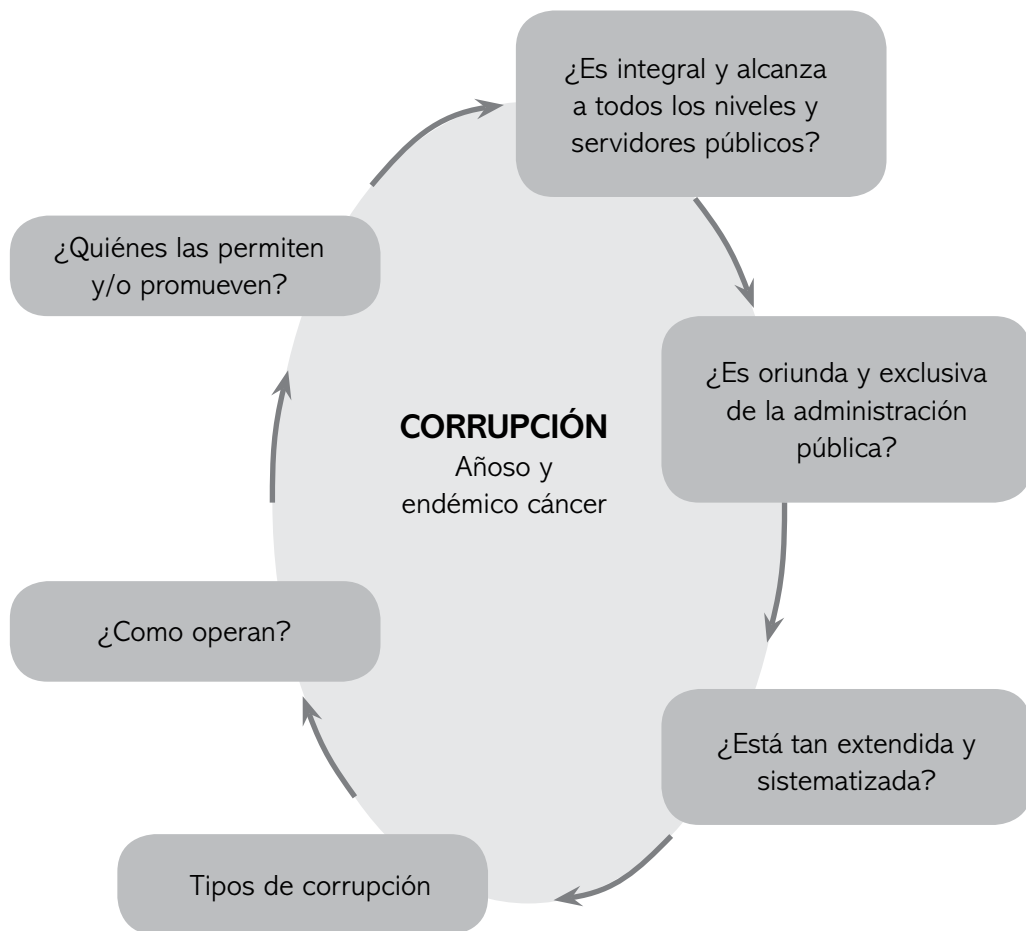 ¿Es integral y alcanza
a todos los niveles y
servidores públicos?
¿Quiénes las permiten
y/o promueven?
¿Es oriunda y exclusiva
de la administración
pública?
CORRUPCIÓN
Añoso y
endémico cáncer
¿Como operan?
¿Está tan extendida y
sistematizada?
Tipos de corrupción